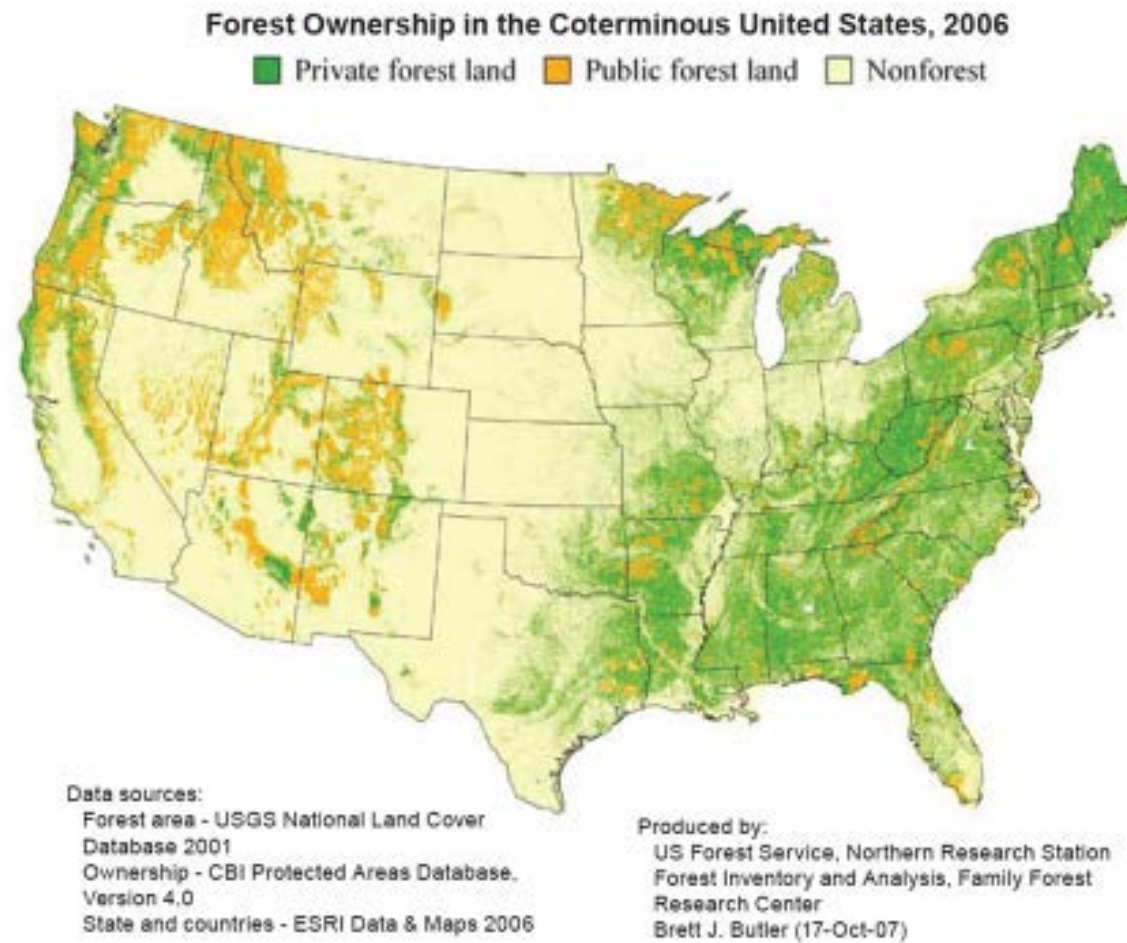 Forest Ownership in the Coterminous United States, 2006
Private forest land Public forest land Nonforest
Data sources:
Forest area - USGS National Land Cover
Database 2001
Ownership - CBI Protected Areas Database,
Version 4.0
State and countries - ESRI Data & Maps 2006
Produced by:
US Forest Service, Northern Research Station
Forest Inventory and Analysis, Family Forest
Research Center
Brett J. Butler (17-Oct-07)